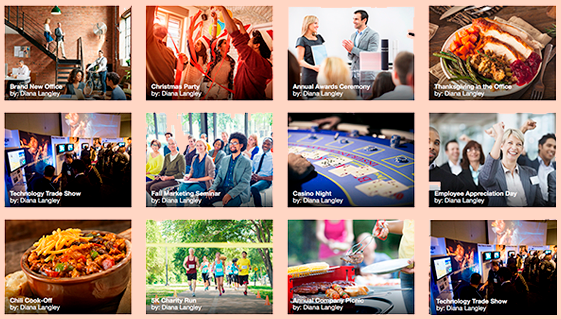 Brand New Office
by: Diana Langley
Christmas Party
by: Diana Langley
Annual Awards Ceremony
by: Diana Langley
Thanksgiving in the Office
by: Diana Langley
Technology Trade Show
by: Diana Langley
Fall Marketing Seminar
by: Diana Langley
Casino Night
by: Diana Langley
Employee Appreciation Day
by: Diana Langley
Chili Cook-Off
by: Diana Langley
5K Charity Run
by: Diana Langley
Annual Company Picnic
by: Diana Langley
Technology Trade Show
by: Diana Langley